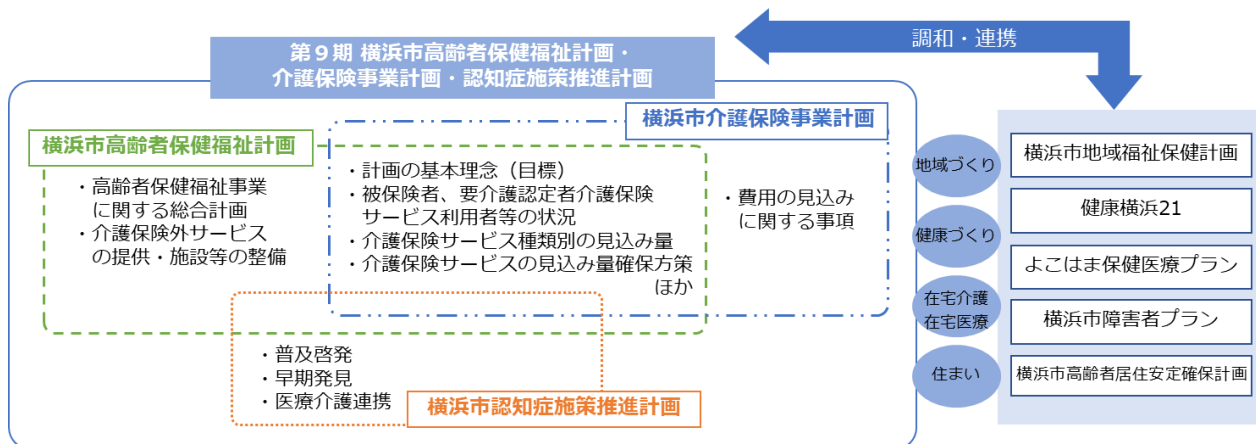 調和・連携
第９期 横浜市高齢者保健福祉計画・
介護保険事業計画・認知症施策推進計画
横浜市介護保険事業計画
横浜市高齢者保健福祉計画
・高齢者保健福祉事業
に関する総合計画
・介護保険外サービス
の提供・施設等の整備
・計画の基本理念（目標）
・被保険者、要介護認定者介護保険
サービス利用者等の状況
・介護保険サービス種類別の見込み量
・介護保険サービスの見込み量確保方策
ほか
・費用の見込み
に関する事項
・普及啓発
・早期発見
・医療介護連携
横浜市認知症施策推進計画
地域づくり
健康づくり
在宅介護
在宅医療
住まい
横浜市地域福祉保健計画
健康横浜21
よこはま保健医療プラン
横浜市障害者プラン
横浜市高齢者居住安定確保計画